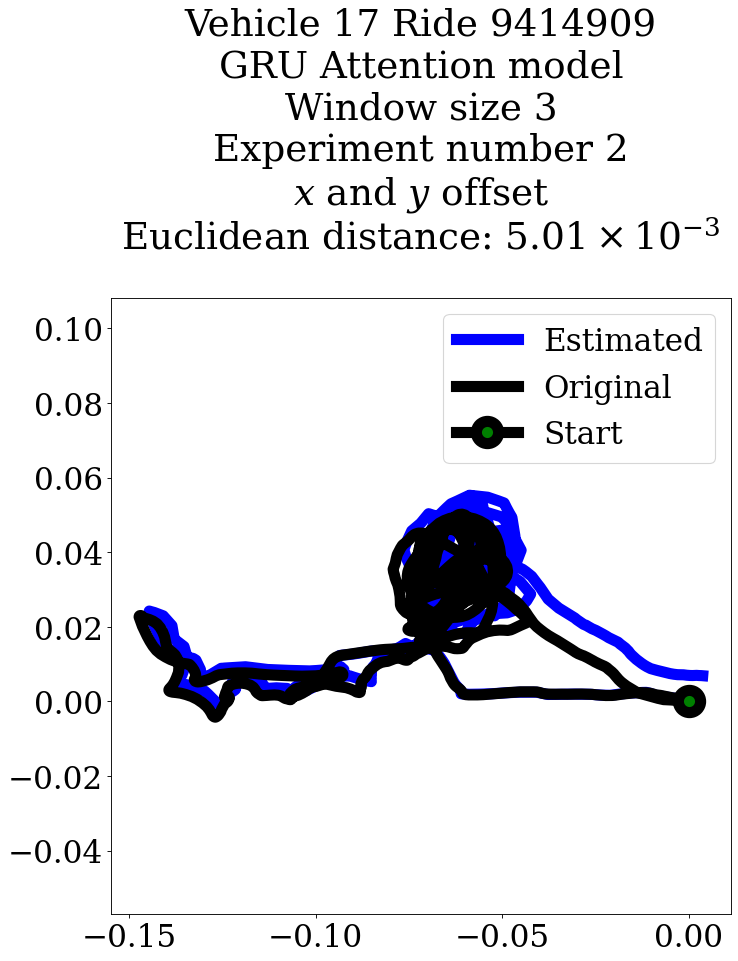 Vehicle 17 Ride 9414909
GRU Attention model
Window size 3
Experiment number 2
x and y offset
Euclidean distance: 5.01 × 10⁻³
Estimated
Original
Start
0.10
0.08
0.06
0.04
0.02
0.00
−0.02
−0.04
−0.15 −0.10 −0.05 0.00